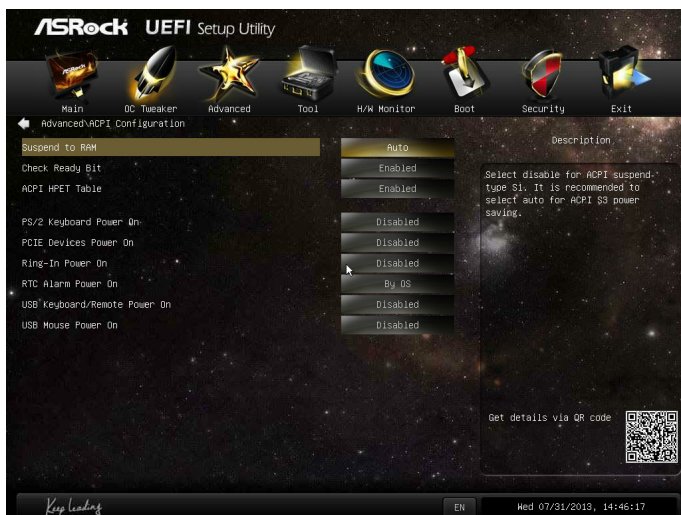 ASRock UEFI Setup Utility
Main OC Tweaker Advanced Tool H/W Monitor Boot Security Exit
Advanced\ACPI Configuration
Description
Suspend to RAM Auto
Check Ready Bit Enabled
ACPI HPET Table Enabled
PS/2 Keyboard Power On Disabled
PCIE Devices Power On Disabled
Ring-In Power On Disabled
RTC Alarm Power On By OS
USB Keyboard/Remote Power On Disabled
USB Mouse Power On Disabled
Select disable for ACPI suspend
type S1. It is recommended to
select auto for ACPI S3 power
saving.
Get details via QR code
Keep Leading
EN
Wed 07/31/2013, 14:46:17